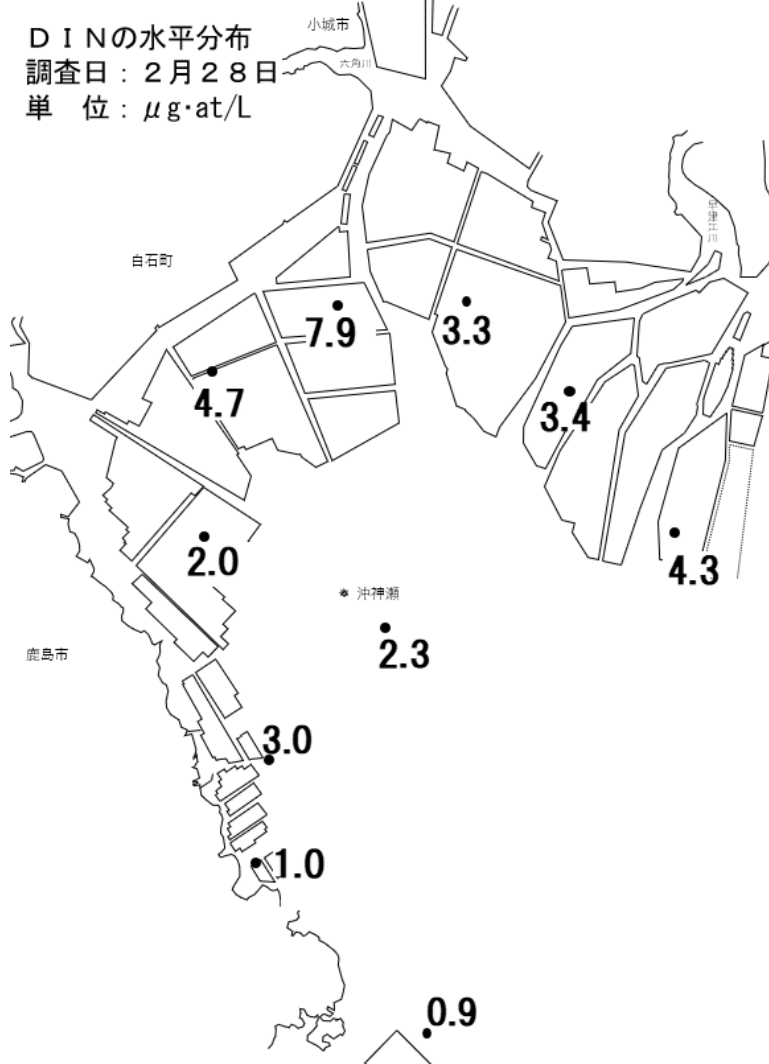 ＤＩＮの水平分布
調査日：２月２８日
単　位：μg･at/L
小城市
六角川
早津江川
白石町
7.9
3.3
4.7
3.4
2.0
4.3
沖神瀬
2.3
鹿島市
3.0
1.0
0.9